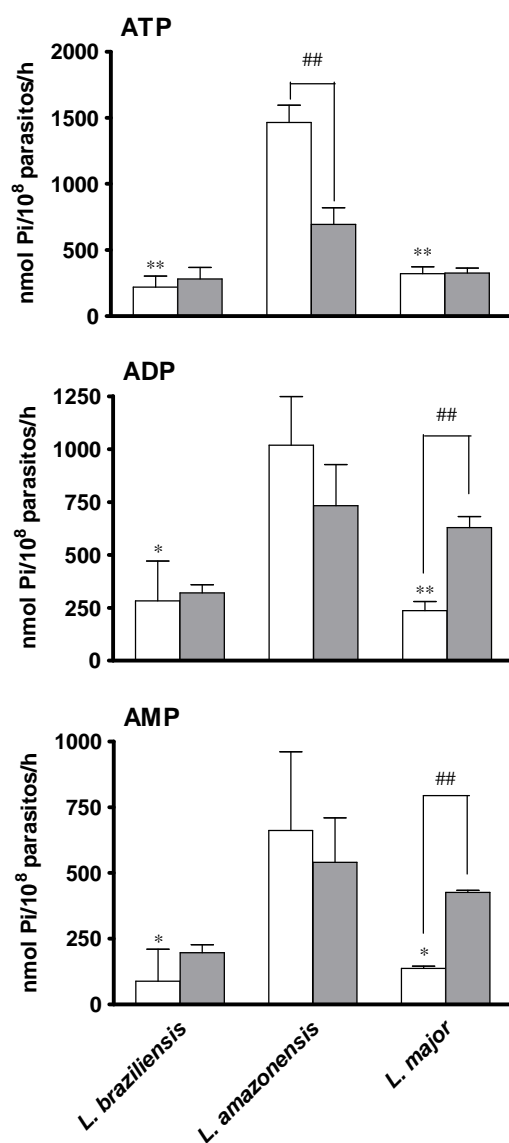 ATP
2000
1500
1000
500
0
nmol Pi/10⁸ parasitos/h
**
##
**
ADP
1250
1000
750
500
250
0
nmol Pi/10⁸ parasitos/h
*
##
**
AMP
1000
750
500
250
0
nmol Pi/10⁸ parasitos/h
*
##
*
L. braziliensis
L. amazonensis
L. major